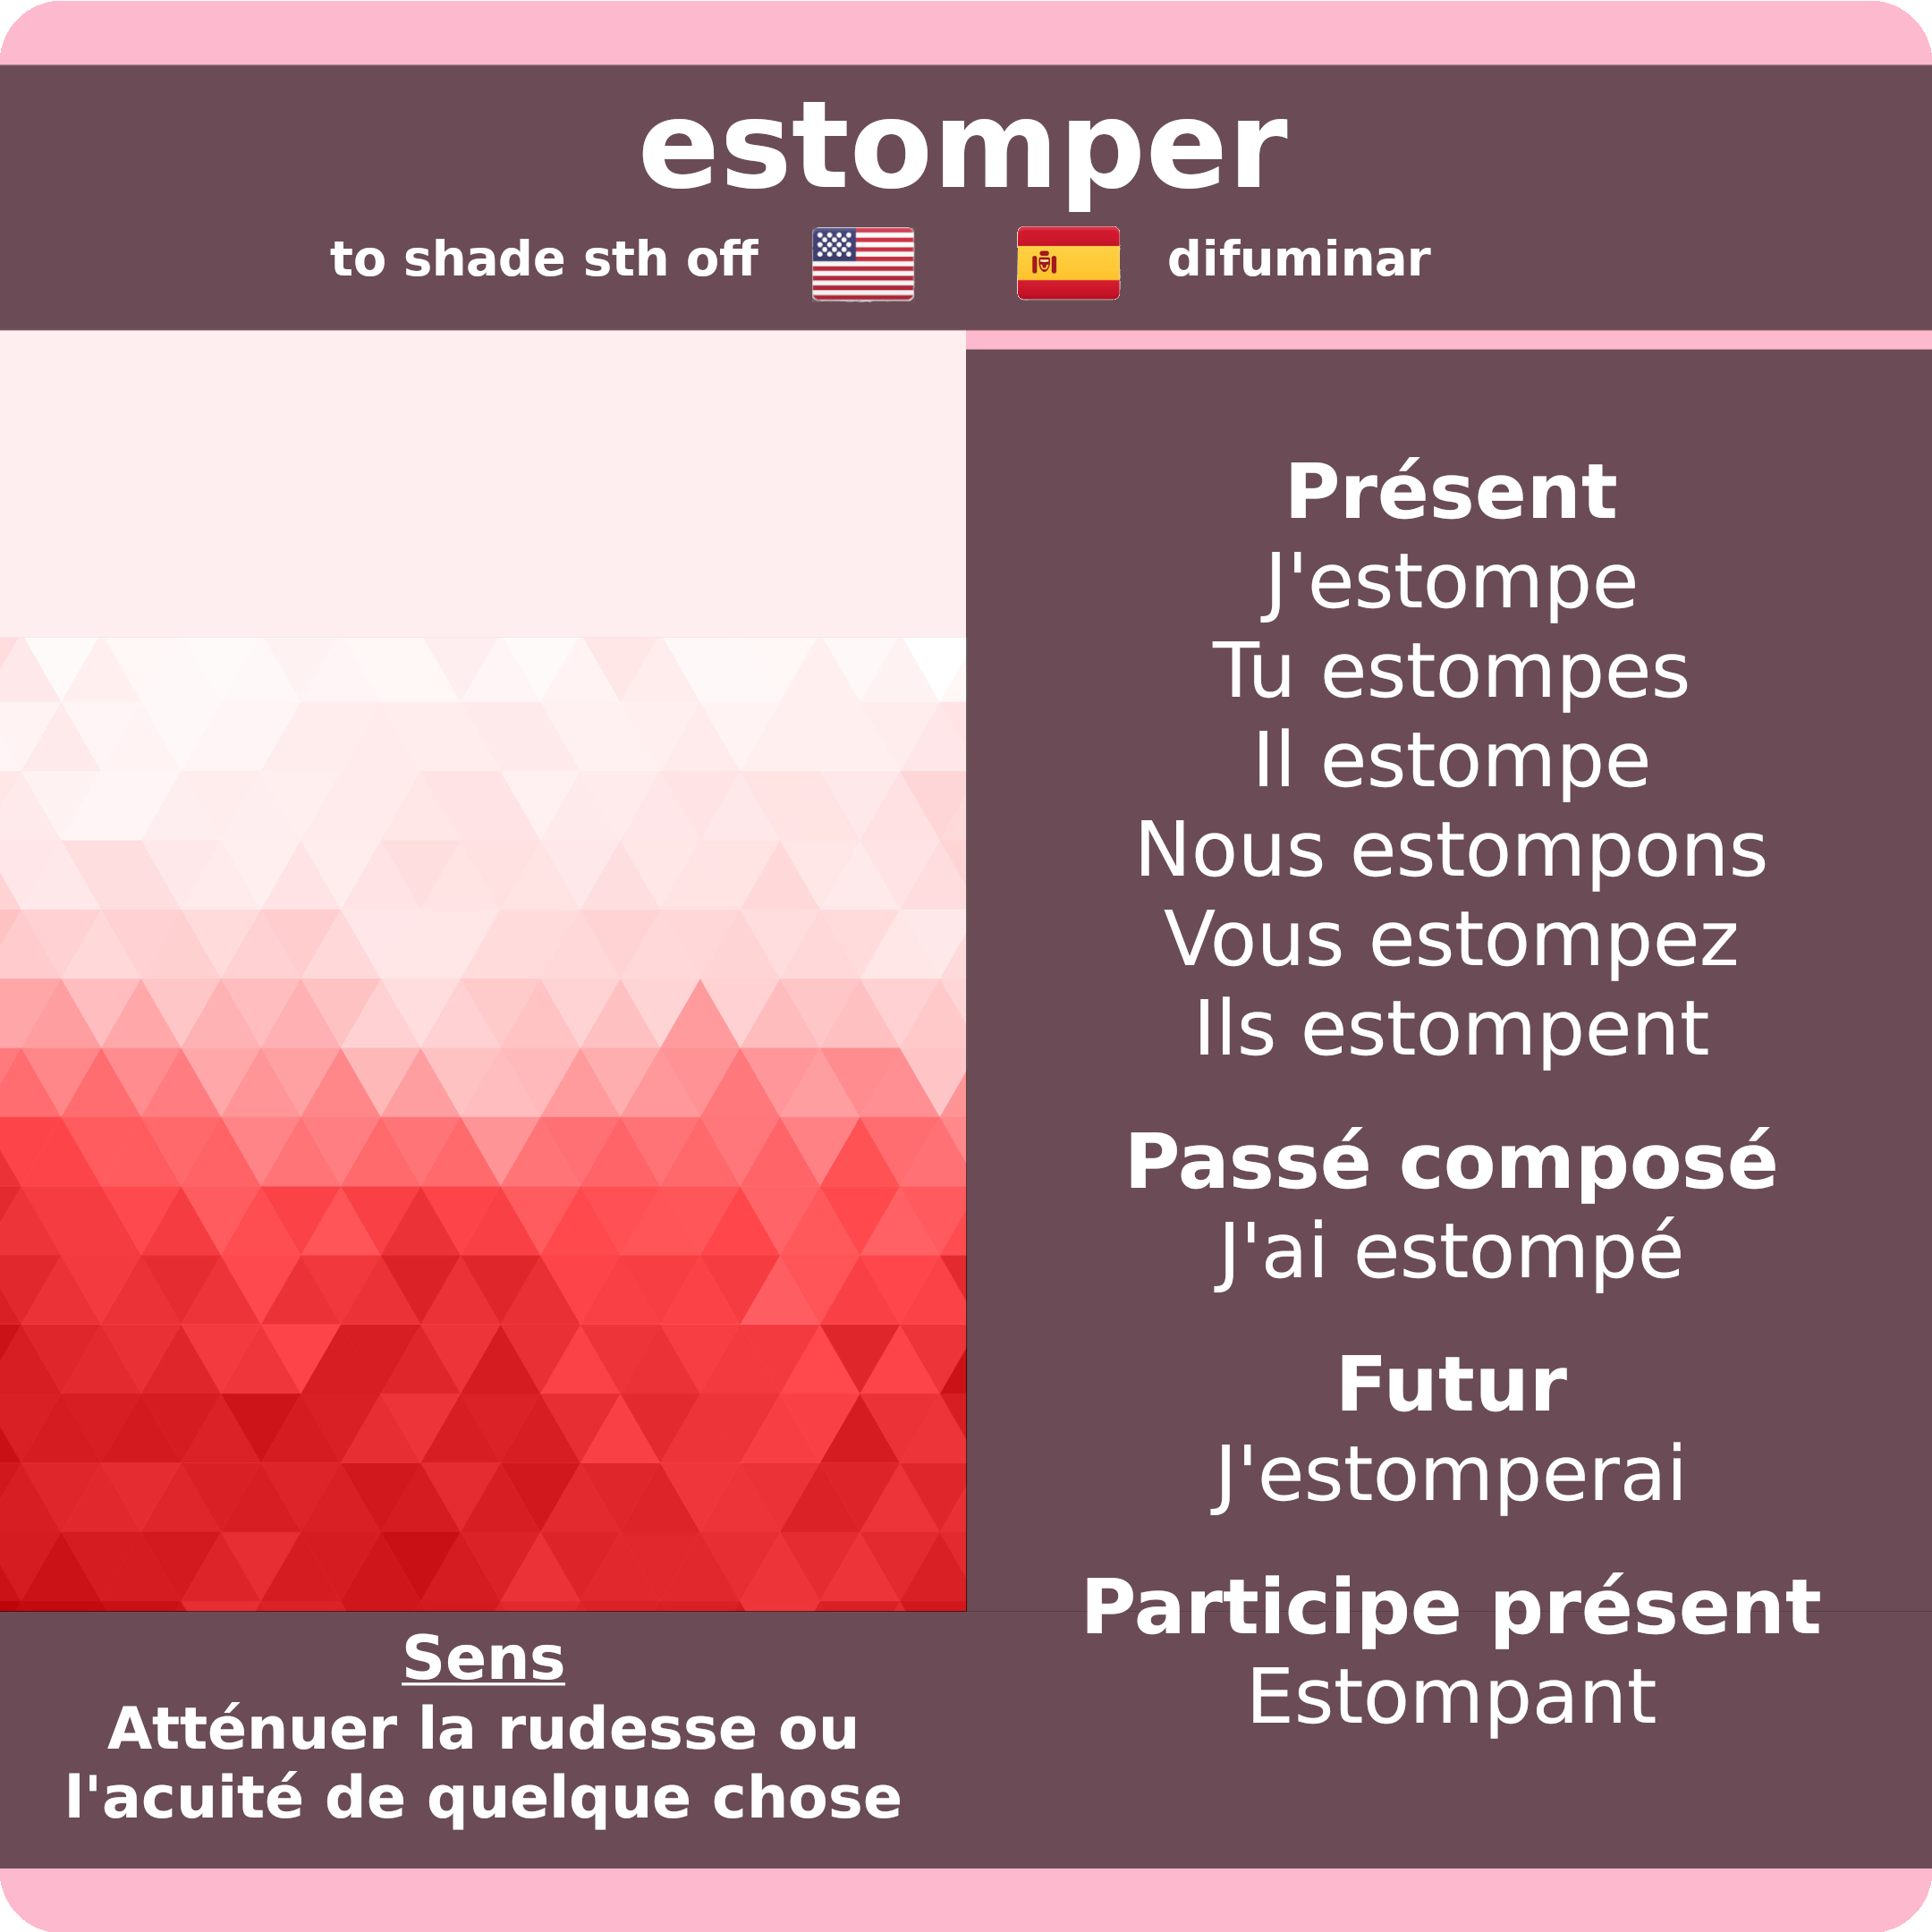 estomper
to shade sth off
difuminar
Présent
J'estompe
Tu estompes
Il estompe
Nous estompons
Vous estompez
Ils estompent
Passé composé
J'ai estompé
Futur
J'estomperai
Participe présent
Estompant
Sens
Atténuer la rudesse ou
l'acuité de quelque chose